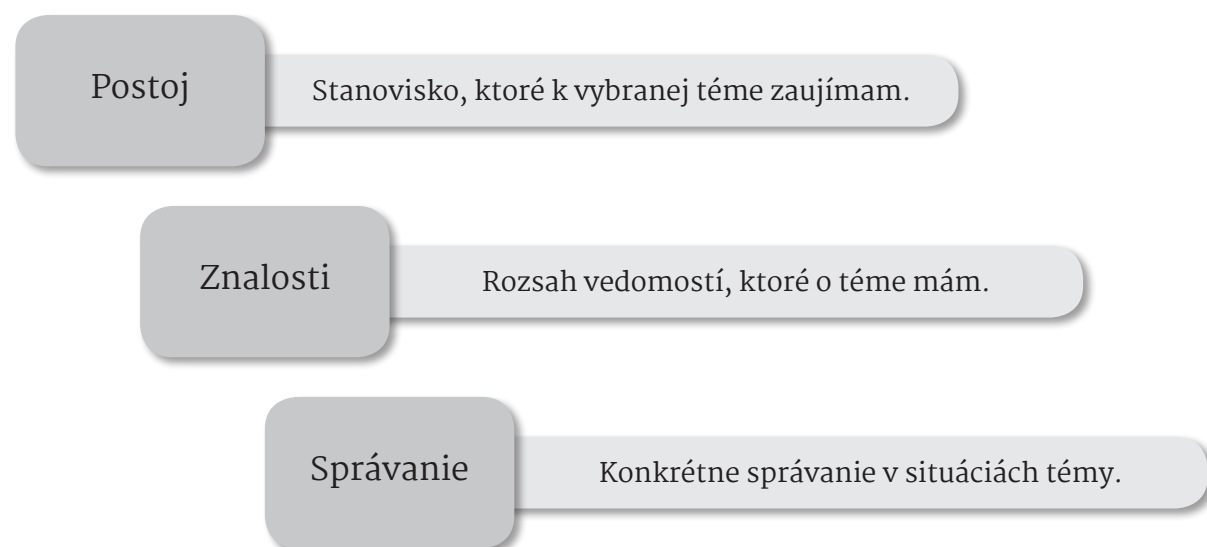 Postoj
Stanovisko, ktoré k vybranej téme zaujímam.
Znalosti
Rozsah vedomostí, ktoré o téme mám.
Správanie
Konkrétne správanie v situáciách témy.